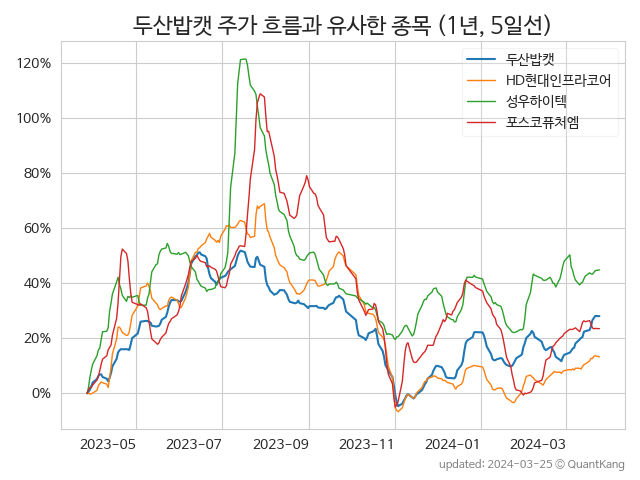 두산밥캣 주가 흐름과 유사한 종목 (1년, 5일선)
두산밥캣
HD현대인프라코어
성우하이텍
포스코퓨처엠
120%
100%
80%
60%
40%
20%
0%
2023-05 2023-07 2023-09 2023-11 2024-01 2024-03
updated: 2024-03-25 © QuantKang